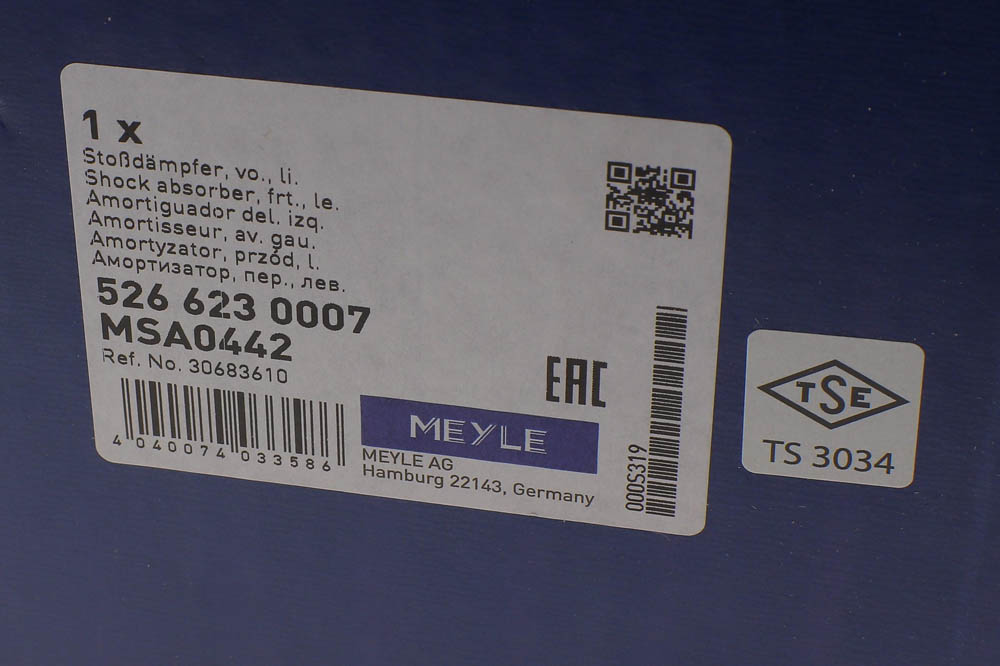 1 x
Stoßdämpfer, vo., li.
Shock absorber, frt., le.
Amortiguador del. izq.
Amortisseur, av. gau.
Amortyzator, przód, l.
Амортизатор, пер., лев.
526 623 0007
MSA0442
Ref. No. 30683610
4 040074 033586
EAC
MEYLE
MEYLE AG
Hamburg 22143, Germany
000S319
TSE
TS 3034